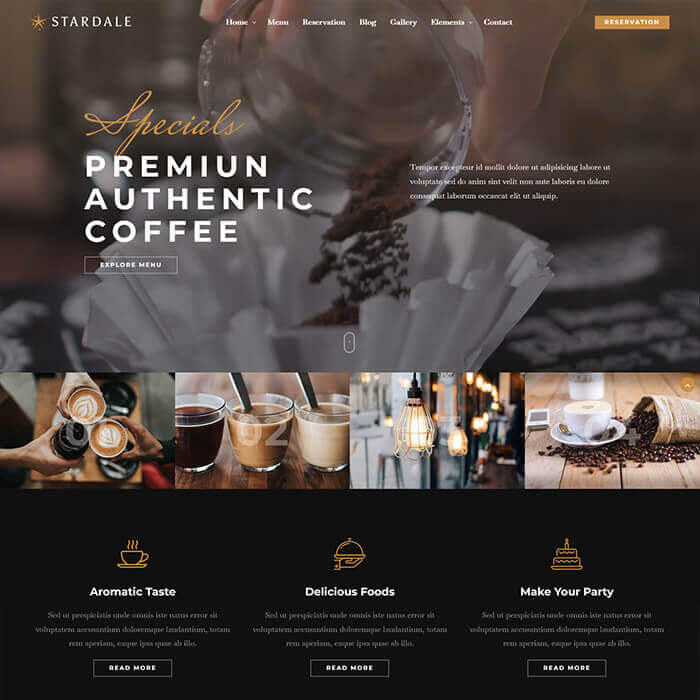 STARDALE
Home Menu Reservation Blog Gallery Elements Contact
RESERVATION
Specials
PREMIUN
AUTHENTIC
COFFEE
EXPLORE MENU
Tempor excepteur id mollit dolore ut adipisicing labore ut
voluptate sed do anim sint velit non ante laboris eu dolore
consequat laborum occaecat elit ut aliquip.
01 02 03 04
Aromatic Taste
Sed ut perspiciatis unde omnis iste natus error sit
voluptatem accusantium doloremque laudantium, totam
rem aperiam, eaque ipsa quae ab illo.
READ MORE
Delicious Foods
Sed ut perspiciatis unde omnis iste natus error sit
voluptatem accusantium doloremque laudantium, totam
rem aperiam, eaque ipsa quae ab illo.
READ MORE
Make Your Party
Sed ut perspiciatis unde omnis iste natus error sit
voluptatem accusantium doloremque laudantium, totam
rem aperiam, eaque ipsa quae ab illo.
READ MORE